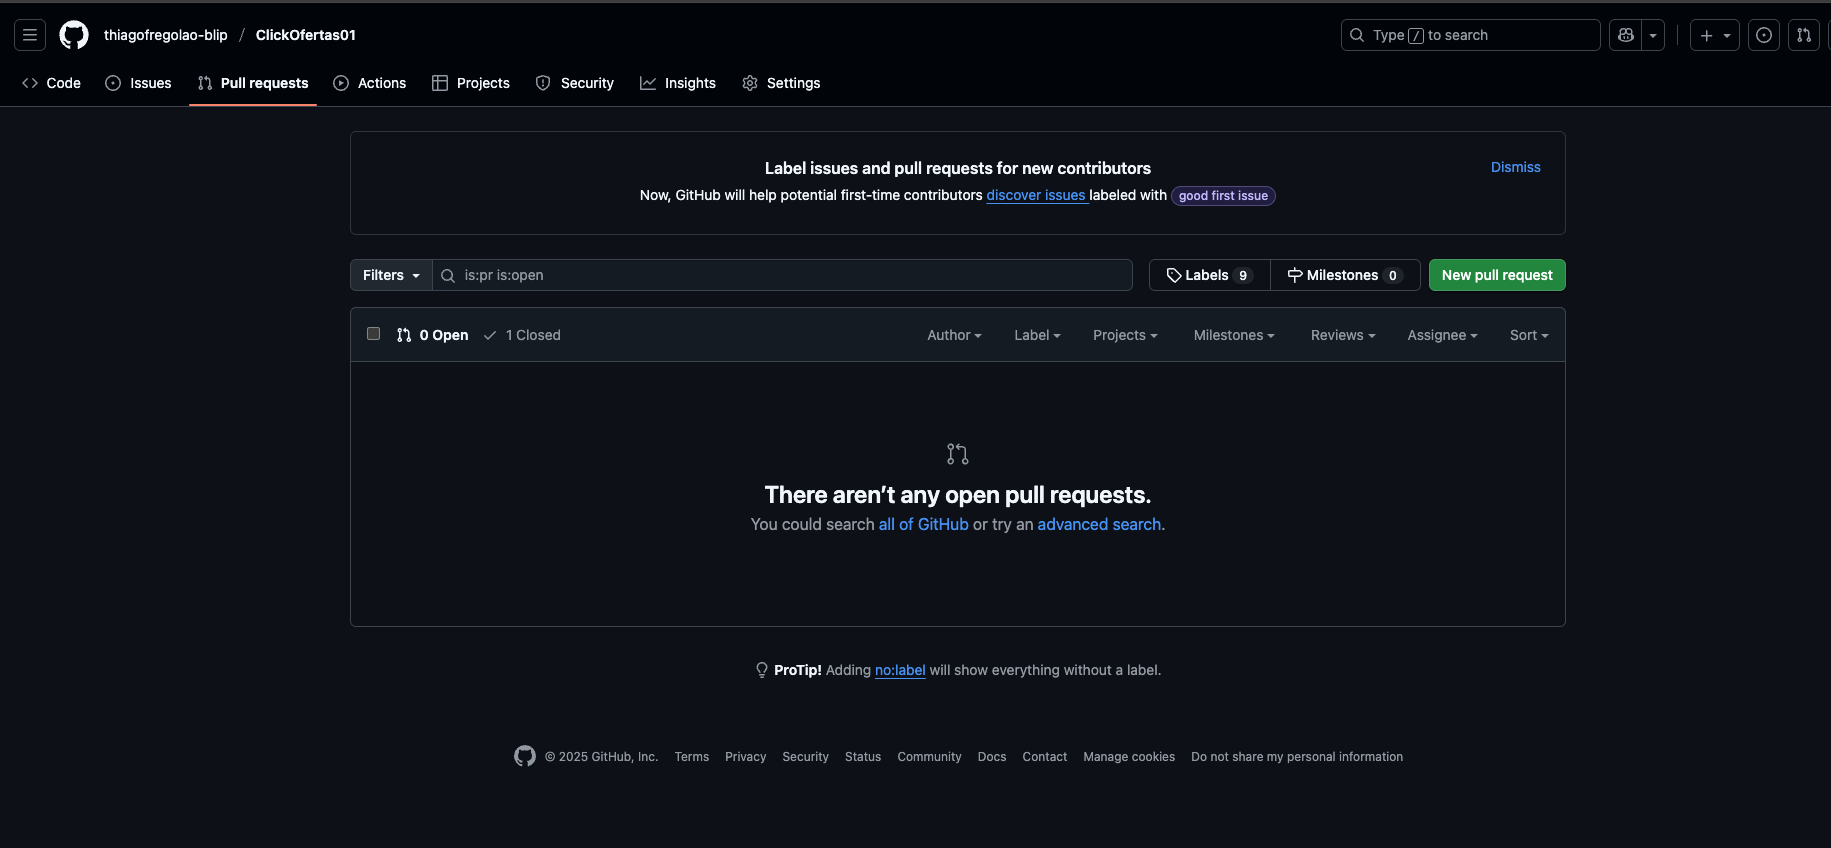 thiagofregolao-blip / ClickOfertas01
Type / to search
Code Issues Pull requests Actions Projects Security Insights Settings
Label issues and pull requests for new contributors
Dismiss
Now, GitHub will help potential first-time contributors discover issues labeled with good first issue
Filters is:pr is:open Labels 9 Milestones 0 New pull request
0 Open 1 Closed Author Label Projects Milestones Reviews Assignee Sort
There aren’t any open pull requests.
You could search all of GitHub or try an advanced search.
ProTip! Adding no:label will show everything without a label.
© 2025 GitHub, Inc. Terms Privacy Security Status Community Docs Contact Manage cookies Do not share my personal information